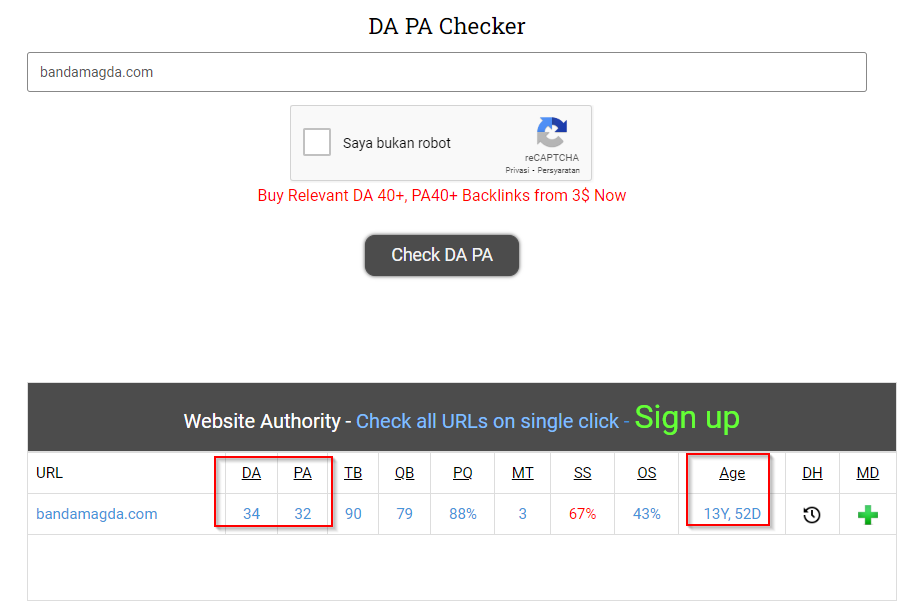 DA PA Checker
bandamagda.com
Saya bukan robot
reCAPTCHA
Privasi - Persyaratan
Buy Relevant DA 40+, PA40+ Backlinks from 3$ Now
Check DA PA
Website Authority - Check all URLs on single click - Sign up
URL DA PA TB QB PQ MT SS OS Age DH MD
bandamagda.com 34 32 90 79 88% 3 67% 43% 13Y, 52D